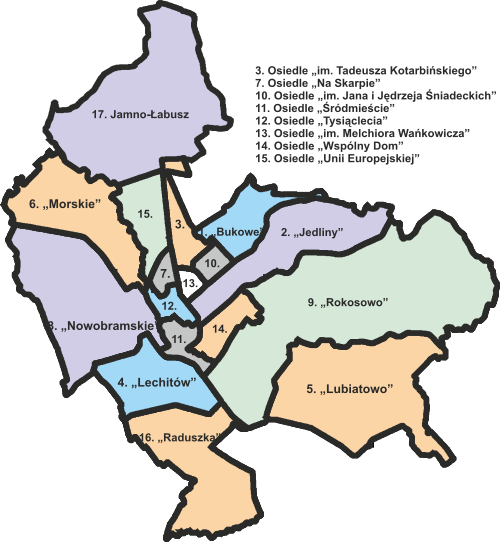 3. Osiedle „im. Tadeusza Kotarbińskiego”
7. Osiedle „Na Skarpie”
10. Osiedle „im. Jana i Jędrzeja Śniadeckich”
11. Osiedle „Śródmieście”
12. Osiedle „Tysiąclecia”
13. Osiedle „im. Melchiora Wańkowicza”
14. Osiedle „Wspólny Dom”
15. Osiedle „Unii Europejskiej”
17. Jamno-Łabusz
6. „Morskie”
15.
3.
1. „Bukowe”
2. „Jedliny”
10.
7.
13.
12.
9. „Rokosowo”
8. „Nowobramskie”
14.
11.
4. „Lechitów”
5. „Lubiatowo”
16. „Raduszka”